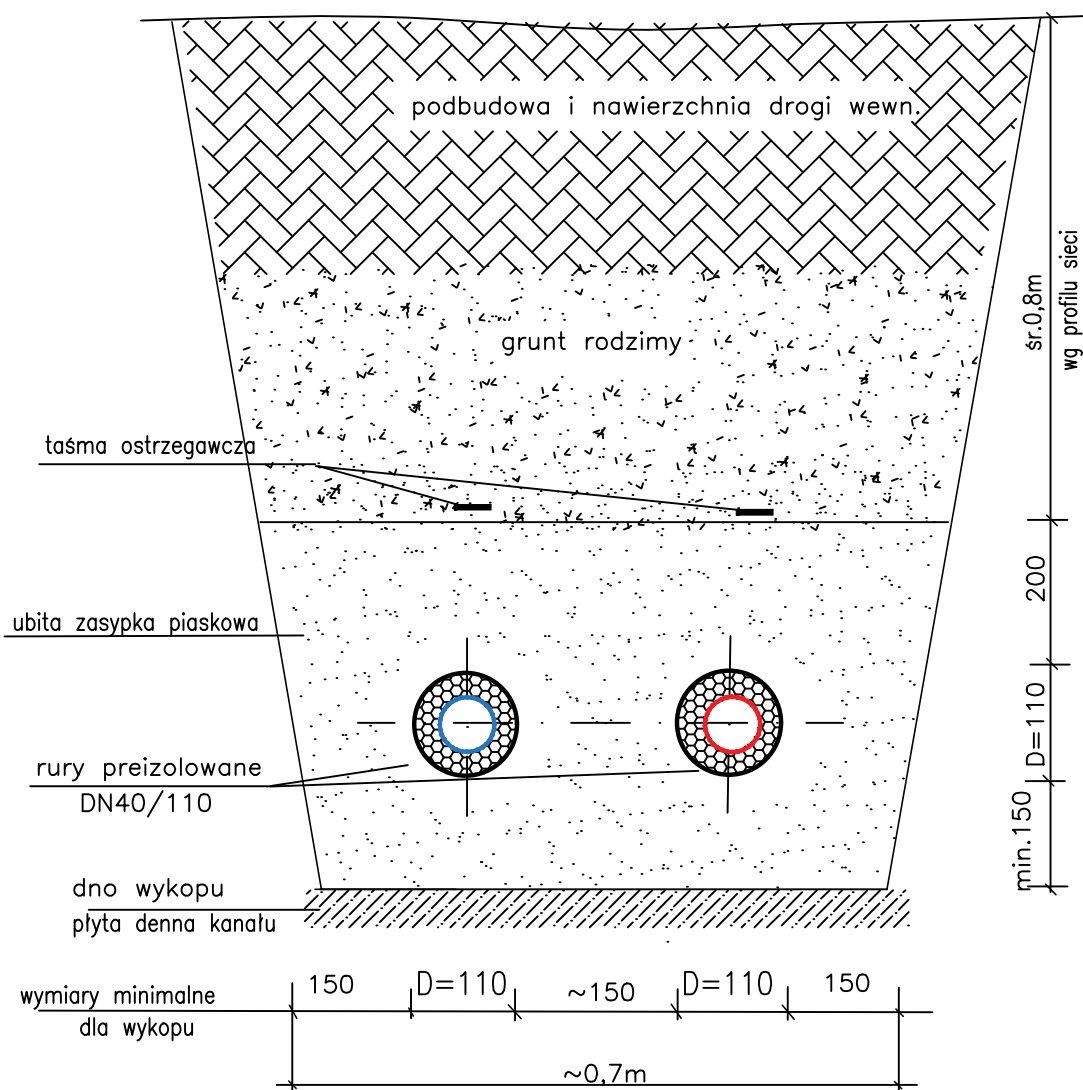 podbudowa i nawierzchnia drogi wewn.
śr.0,8m
wg profilu sieci
grunt rodzimy
taśma ostrzegawcza
200
ubita zasypka piaskowa
D=110
rury preizolowane
DN40/110
min.150
dno wykopu
płyta denna kanału
150
D=110
~150
D=110
150
wymiary minimalne
dla wykopu
~0,7m